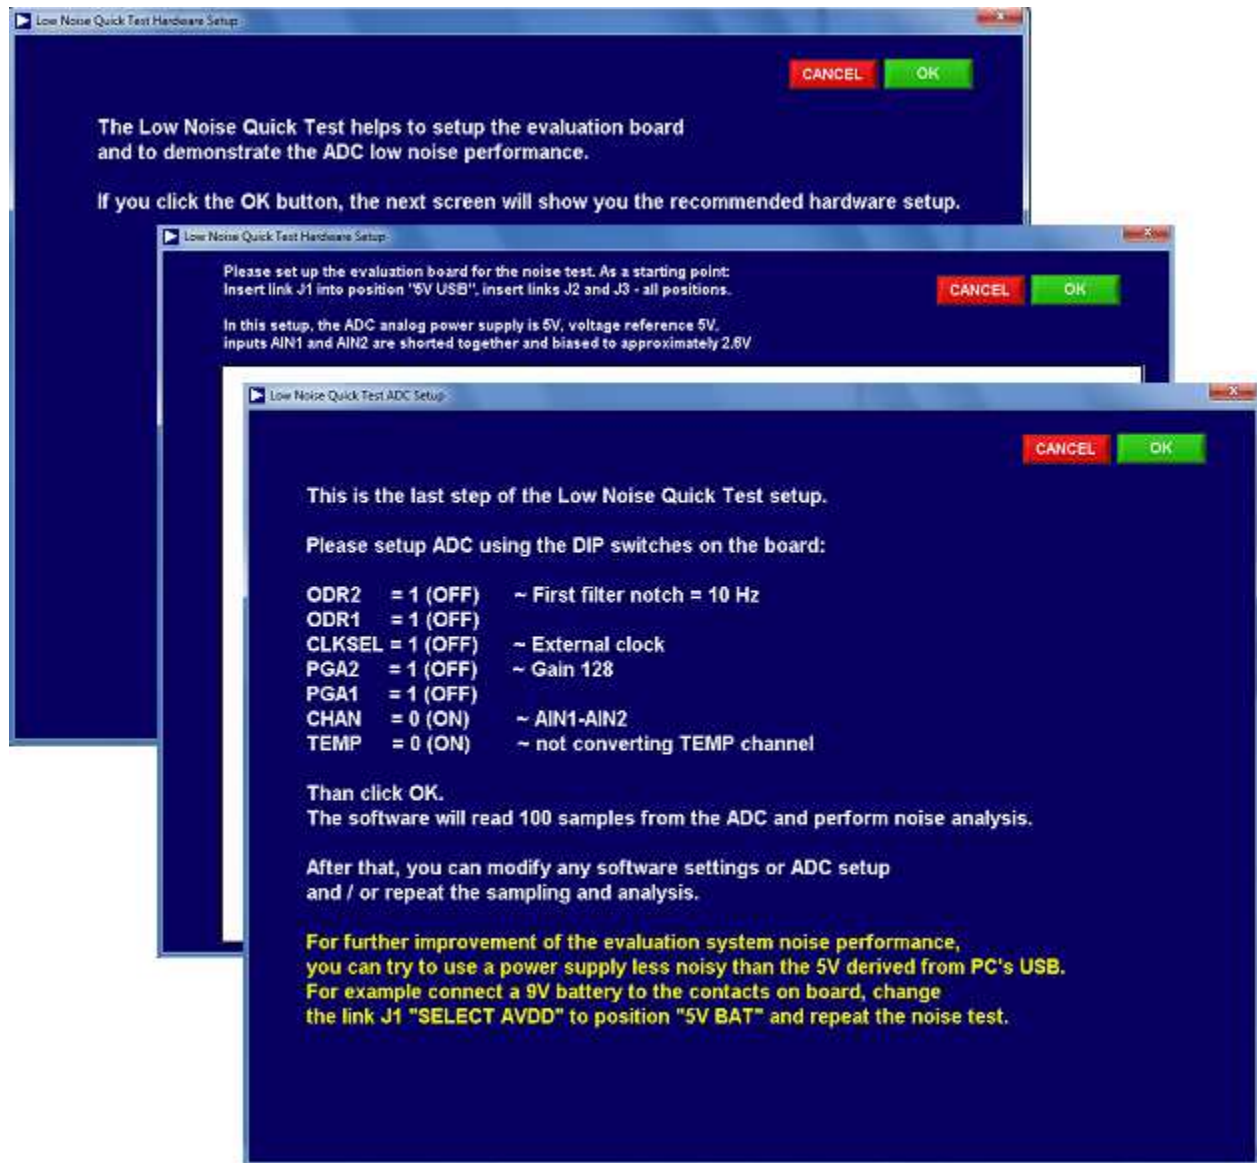 Low Noise Quick Test Hardware Setup
CANCEL OK
The Low Noise Quick Test helps to setup the evaluation board
and to demonstrate the ADC low noise performance.
If you click the OK button, the next screen will show you the recommended hardware setup.
Low Noise Quick Test Hardware Setup
Please set up the evaluation board for the noise test. As a starting point:
Insert link J1 into position "5V USB", insert links J2 and J3 - all positions.
CANCEL OK
In this setup, the ADC analog power supply is 5V, voltage reference 5V,
inputs AIN1 and AIN2 are shorted together and biased to approximately 2.6V
Low Noise Quick Test ADC Setup
CANCEL OK
This is the last step of the Low Noise Quick Test setup.
Please setup ADC using the DIP switches on the board:
ODR2 = 1 (OFF) ~ First filter notch = 10 Hz
ODR1 = 1 (OFF)
CLKSEL = 1 (OFF) ~ External clock
PGA2 = 1 (OFF) ~ Gain 128
PGA1 = 1 (OFF)
CHAN = 0 (ON) ~ AIN1-AIN2
TEMP = 0 (ON) ~ not converting TEMP channel
Than click OK.
The software will read 100 samples from the ADC and perform noise analysis.
After that, you can modify any software settings or ADC setup
and / or repeat the sampling and analysis.
For further improvement of the evaluation system noise performance,
you can try to use a power supply less noisy than the 5V derived from PC's USB.
For example connect a 9V battery to the contacts on board, change
the link J1 "SELECT AVDD" to position "5V BAT" and repeat the noise test.